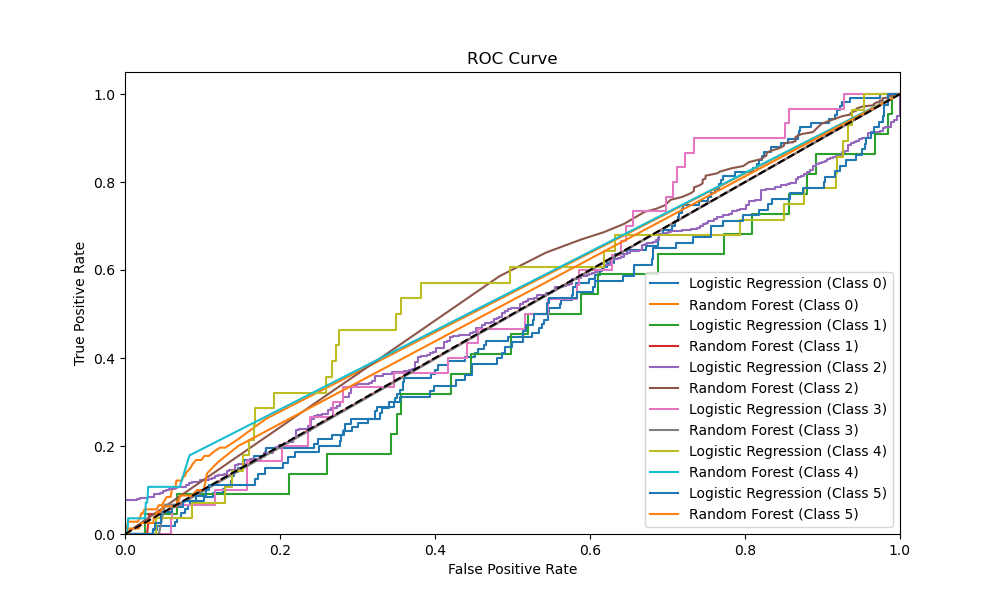 ROC Curve
True Positive Rate
1.0
0.8
0.6
0.4
0.2
0.0
0.0 0.2 0.4 0.6 0.8 1.0
False Positive Rate
Logistic Regression (Class 0)
Random Forest (Class 0)
Logistic Regression (Class 1)
Random Forest (Class 1)
Logistic Regression (Class 2)
Random Forest (Class 2)
Logistic Regression (Class 3)
Random Forest (Class 3)
Logistic Regression (Class 4)
Random Forest (Class 4)
Logistic Regression (Class 5)
Random Forest (Class 5)